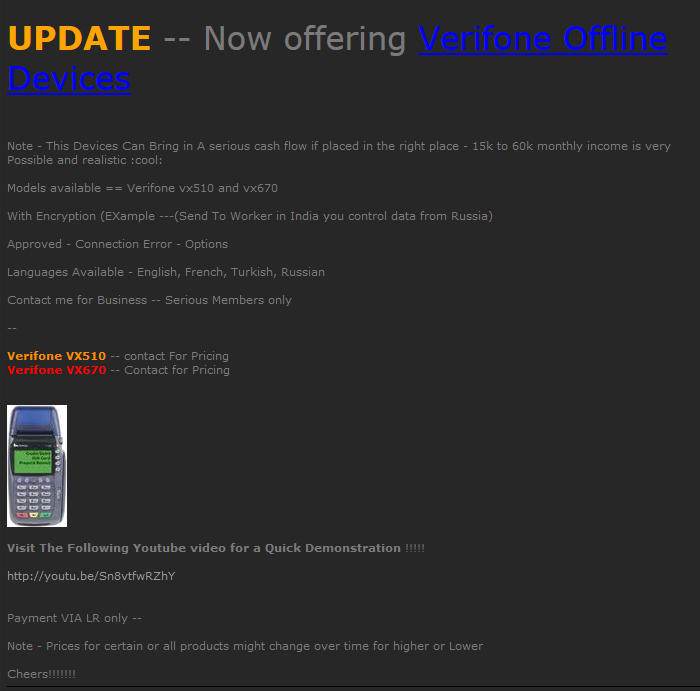 UPDATE -- Now offering Verifone Offline
Devices
Note - This Devices Can Bring in A serious cash flow if placed in the right place - 15k to 60k monthly income is very
Possible and realistic :cool:
Models available == Verifone vx510 and vx670
With Encryption (EXample ---(Send To Worker in India you control data from Russia)
Approved - Connection Error - Options
Languages Available - English, French, Turkish, Russian
Contact me for Business -- Serious Members only
--
Verifone VX510 -- contact For Pricing
Verifone VX670 -- Contact for Pricing
Visit The Following Youtube video for a Quick Demonstration !!!!!
http://youtu.be/Sn8vtfwRZhY
Payment VIA LR only --
Note - Prices for certain or all products might change over time for higher or Lower
Cheers!!!!!!!